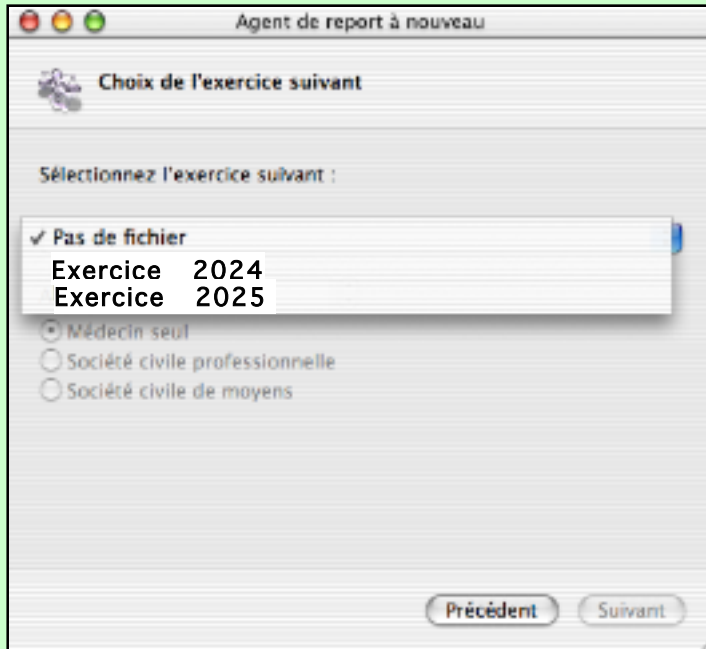 Agent de report à nouveau
Choix de l'exercice suivant
Sélectionnez l'exercice suivant :
✓ Pas de fichier
Exercice 2024
Exercice 2025
Médecin seul
Société civile professionnelle
Société civile de moyens
Précédent
Suivant